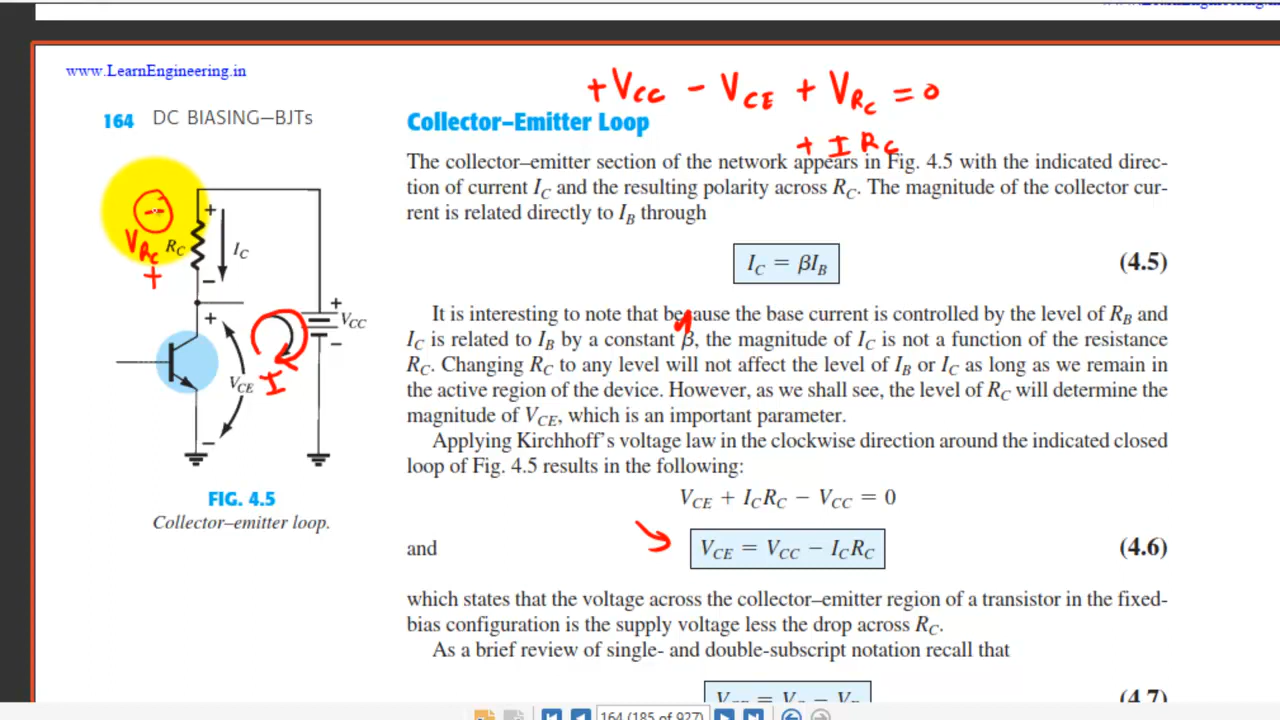 www.LearnEngineering.in
+VCC − VCE + VRC = 0
164 DC BIASING—BJTs
Collector–Emitter Loop
+ I RC
The collector–emitter section of the network appears in Fig. 4.5 with the indicated direc-
tion of current IC and the resulting polarity across RC. The magnitude of the collector cur-
rent is related directly to IB through
IC = βIB (4.5)
It is interesting to note that because the base current is controlled by the level of RB and
IC is related to IB by a constant β, the magnitude of IC is not a function of the resistance
RC. Changing RC to any level will not affect the level of IB or IC as long as we remain in
the active region of the device. However, as we shall see, the level of RC will determine the
magnitude of VCE, which is an important parameter.
Applying Kirchhoff's voltage law in the clockwise direction around the indicated closed
loop of Fig. 4.5 results in the following:
VCE + ICRC − VCC = 0
and VCE = VCC − ICRC (4.6)
which states that the voltage across the collector–emitter region of a transistor in the fixed-
bias configuration is the supply voltage less the drop across RC.
As a brief review of single- and double-subscript notation recall that
(4.7)
−
+
VRC RC IC
+
−
+
+
VCC
−
VCE
I
−
FIG. 4.5
Collector–emitter loop.
164 (185 of 927)